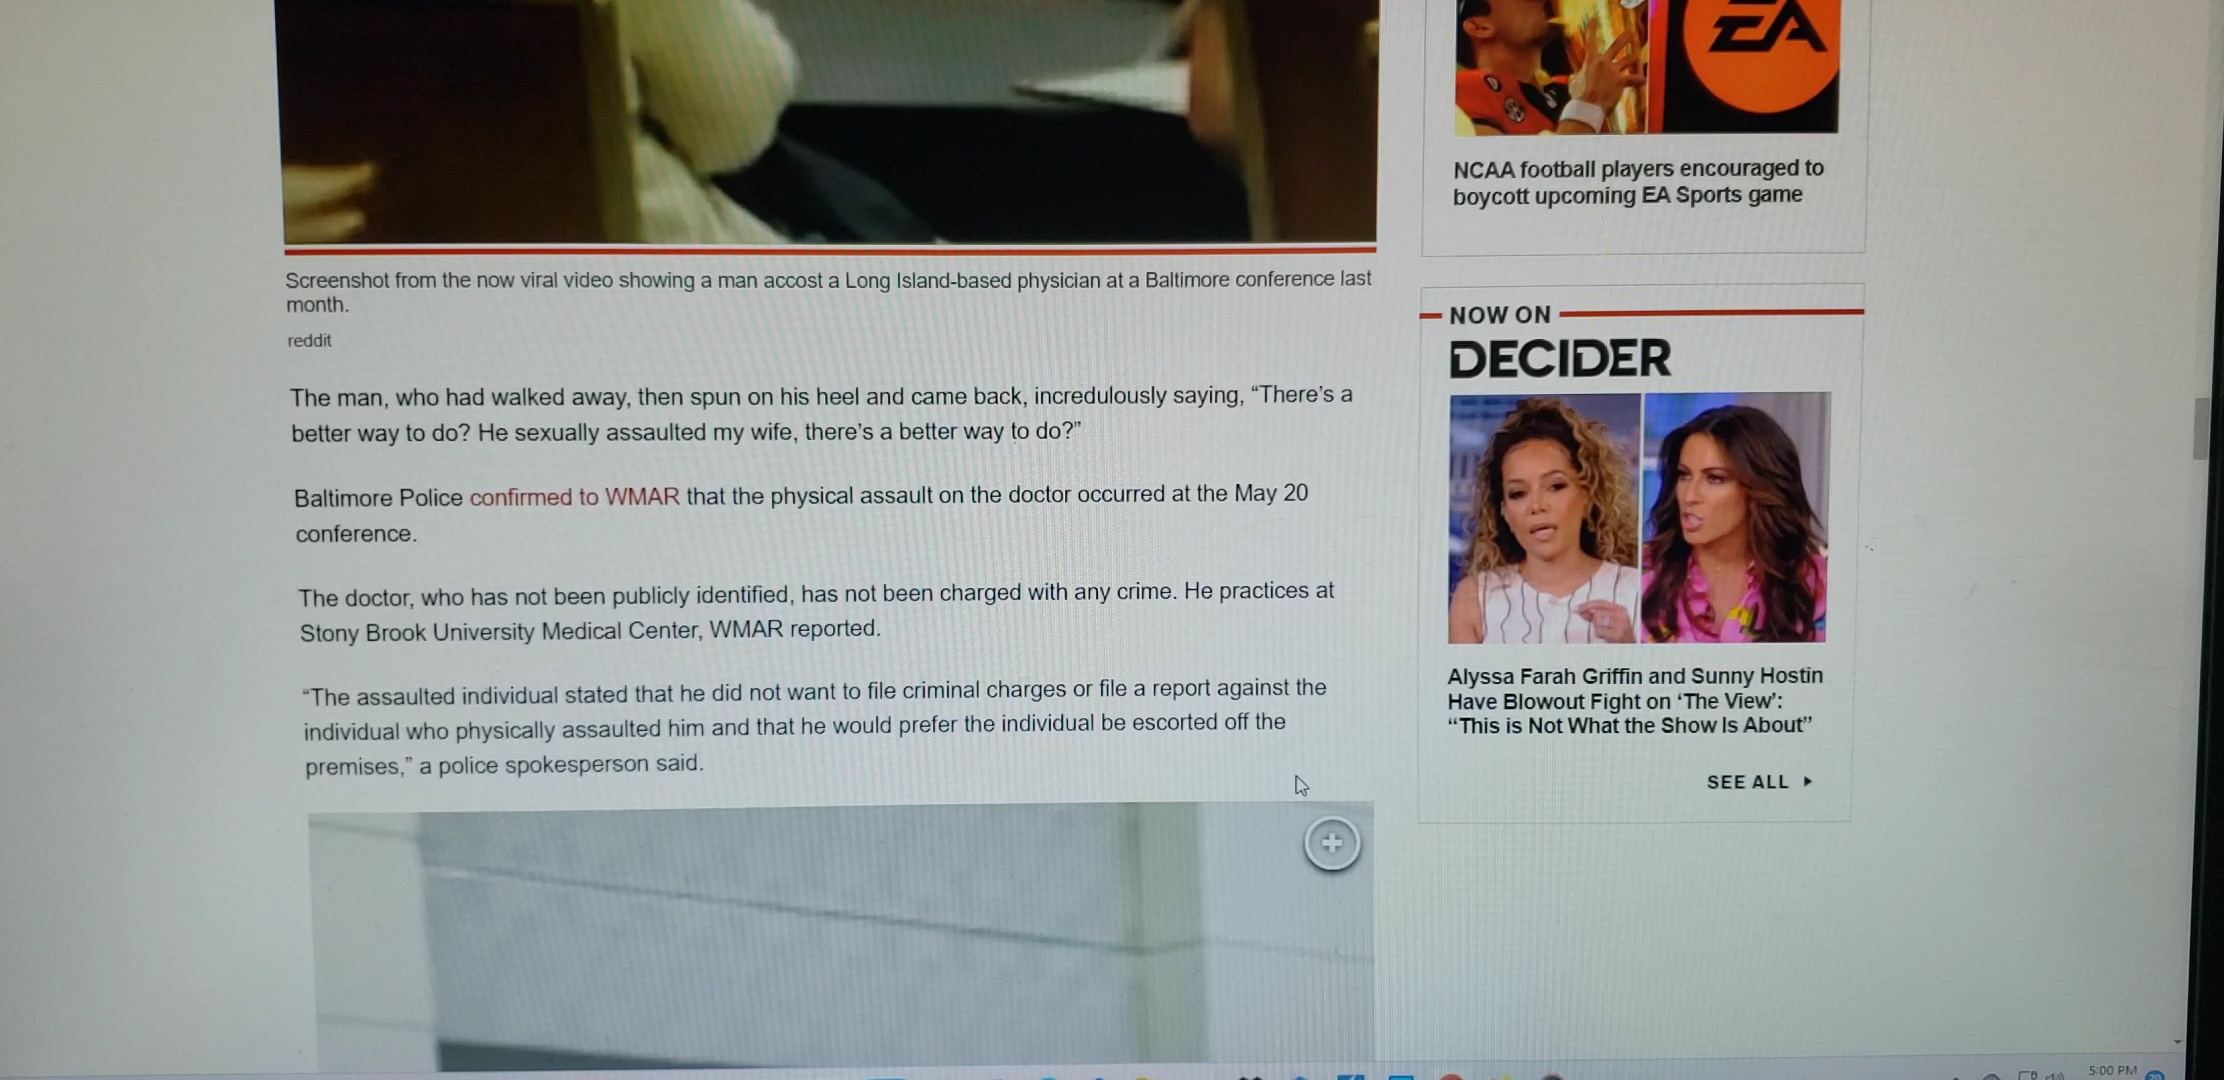 EA
NCAA football players encouraged to
boycott upcoming EA Sports game
Screenshot from the now viral video showing a man accost a Long Island-based physician at a Baltimore conference last
month.
reddit
The man, who had walked away, then spun on his heel and came back, incredulously saying, “There’s a
better way to do? He sexually assaulted my wife, there’s a better way to do?”
Baltimore Police confirmed to WMAR that the physical assault on the doctor occurred at the May 20
conference.
The doctor, who has not been publicly identified, has not been charged with any crime. He practices at
Stony Brook University Medical Center, WMAR reported.
“The assaulted individual stated that he did not want to file criminal charges or file a report against the
individual who physically assaulted him and that he would prefer the individual be escorted off the
premises,” a police spokesperson said.
NOW ON
DECIDER
Alyssa Farah Griffin and Sunny Hostin
Have Blowout Fight on ‘The View’:
“This is Not What the Show Is About”
SEE ALL
5:00 PM